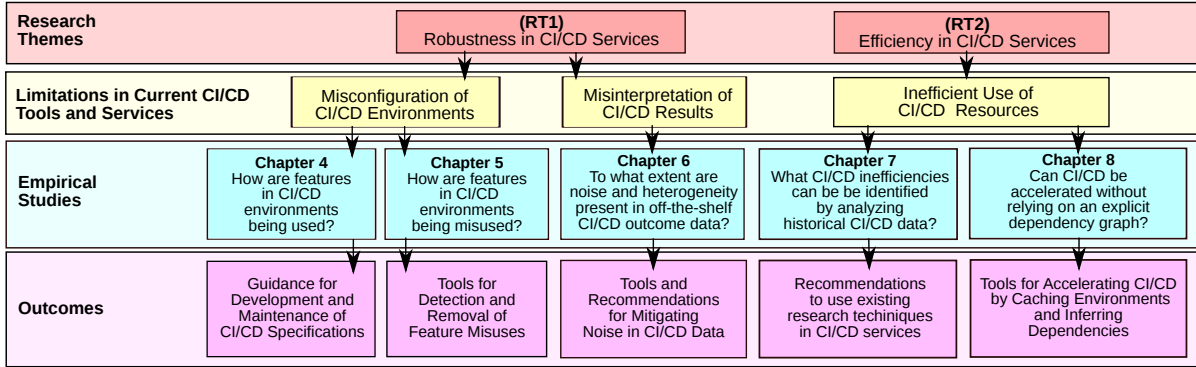 Research
Themes
(RT1)
Robustness in CI/CD Services
(RT2)
Efficiency in CI/CD Services
Limitations in Current CI/CD
Tools and Services
Misconfiguration of
CI/CD Environments
Misinterpretation of
CI/CD Results
Inefficient Use of
CI/CD Resources
Empirical
Studies
Chapter 4
How are features
in CI/CD
environments
being used?
Chapter 5
How are features
in CI/CD
environments
being misused?
Chapter 6
To what extent are
noise and heterogeneity
present in off-the-shelf
CI/CD outcome data?
Chapter 7
What CI/CD inefficiencies
can be be identified
by analyzing
historical CI/CD data?
Chapter 8
Can CI/CD be
accelerated without
relying on an explicit
dependency graph?
Outcomes
Guidance for
Development and
Maintenance of
CI/CD Specifications
Tools for
Detection and
Removal of
Feature Misuses
Tools and
Recommendations
for Mitigating
Noise in CI/CD Data
Recommendations
to use existing
research techiniques
in CI/CD services
Tools for Accelerating CI/CD
by Caching Environments
and Inferring
Dependencies